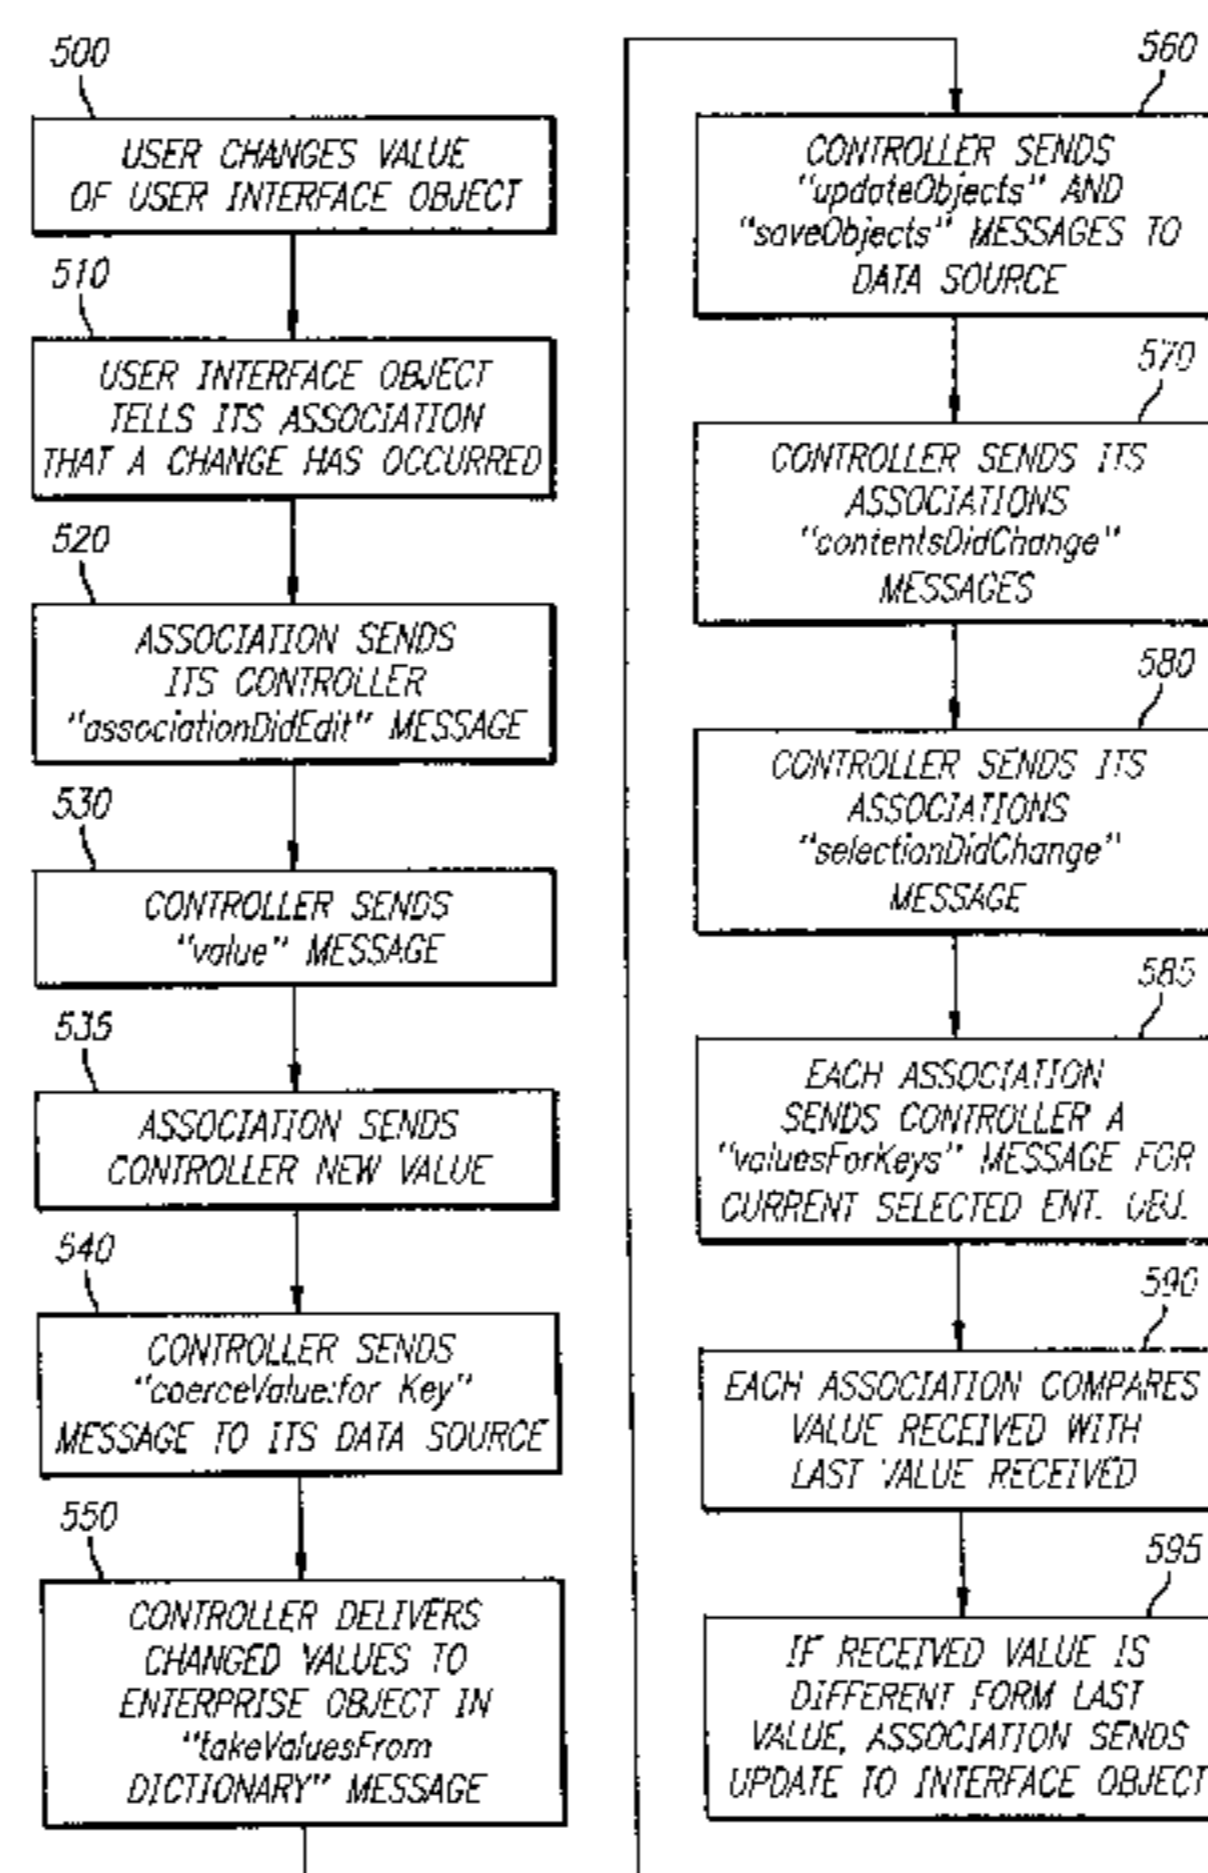 500
USER CHANGES VALUE
OF USER INTERFACE OBJECT
510
USER INTERFACE OBJECT
TELLS ITS ASSOCIATION
THAT A CHANGE HAS OCCURRED
520
ASSOCIATION SENDS
ITS CONTROLLER
"associationDidEdit" MESSAGE
530
CONTROLLER SENDS
"value" MESSAGE
535
ASSOCIATION SENDS
CONTROLLER NEW VALUE
540
CONTROLLER SENDS
"coerceValue:for Key"
MESSAGE TO ITS DATA SOURCE
550
CONTROLLER DELIVERS
CHANGED VALUES TO
ENTERPRISE OBJECT IN
"takeValuesFrom
DICTIONARY" MESSAGE
560
CONTROLLER SENDS
"updateObjects" AND
"saveObjects" MESSAGES TO
DATA SOURCE
570
CONTROLLER SENDS ITS
ASSOCIATIONS
"contentsDidChange"
MESSAGES
580
CONTROLLER SENDS ITS
ASSOCIATIONS
"selectionDidChange"
MESSAGE
585
EACH ASSOCIATION
SENDS CONTROLLER A
"valuesForKeys" MESSAGE FOR
CURRENT SELECTED ENT. OBJ.
590
EACH ASSOCIATION COMPARES
VALUE RECEIVED WITH
LAST VALUE RECEIVED
595
IF RECEIVED VALUE IS
DIFFERENT FORM LAST
VALUE, ASSOCIATION SENDS
UPDATE TO INTERFACE OBJECT